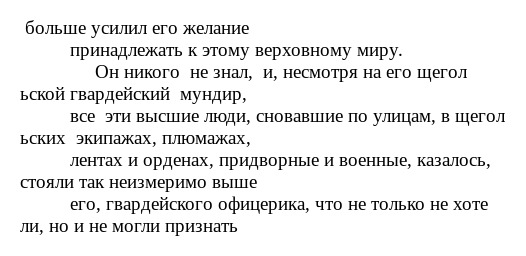 больше усилил его желание
принадлежать к этому верховному миру.
Он никого не знал, и, несмотря на его щегол
ьской гвардейский мундир,
все эти высшие люди, сновавшие по улицам, в щегол
ьских экипажах, плюмажах,
лентах и орденах, придворные и военные, казалось,
стояли так неизмеримо выше
его, гвардейского офицерика, что не только не хоте
ли, но и не могли признать